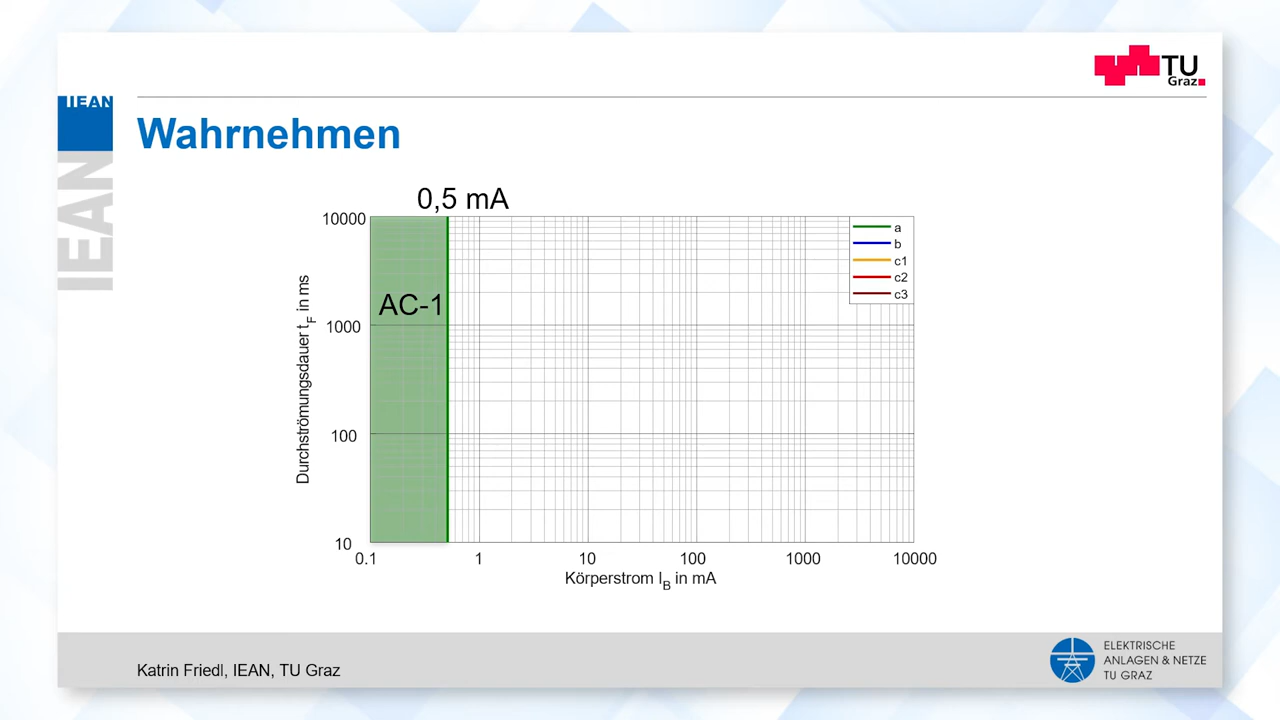 TU
Graz
IEAN
IEAN
Wahrnehmen
0,5 mA
10000
1000
100
10
Durchströmungsdauer t_F in ms
AC-1
a
b
c1
c2
c3
0.1 1 10 100 1000 10000
Körperstrom I_B in mA
Katrin Friedl, IEAN, TU Graz
ELEKTRISCHE
ANLAGEN & NETZE
TU GRAZ